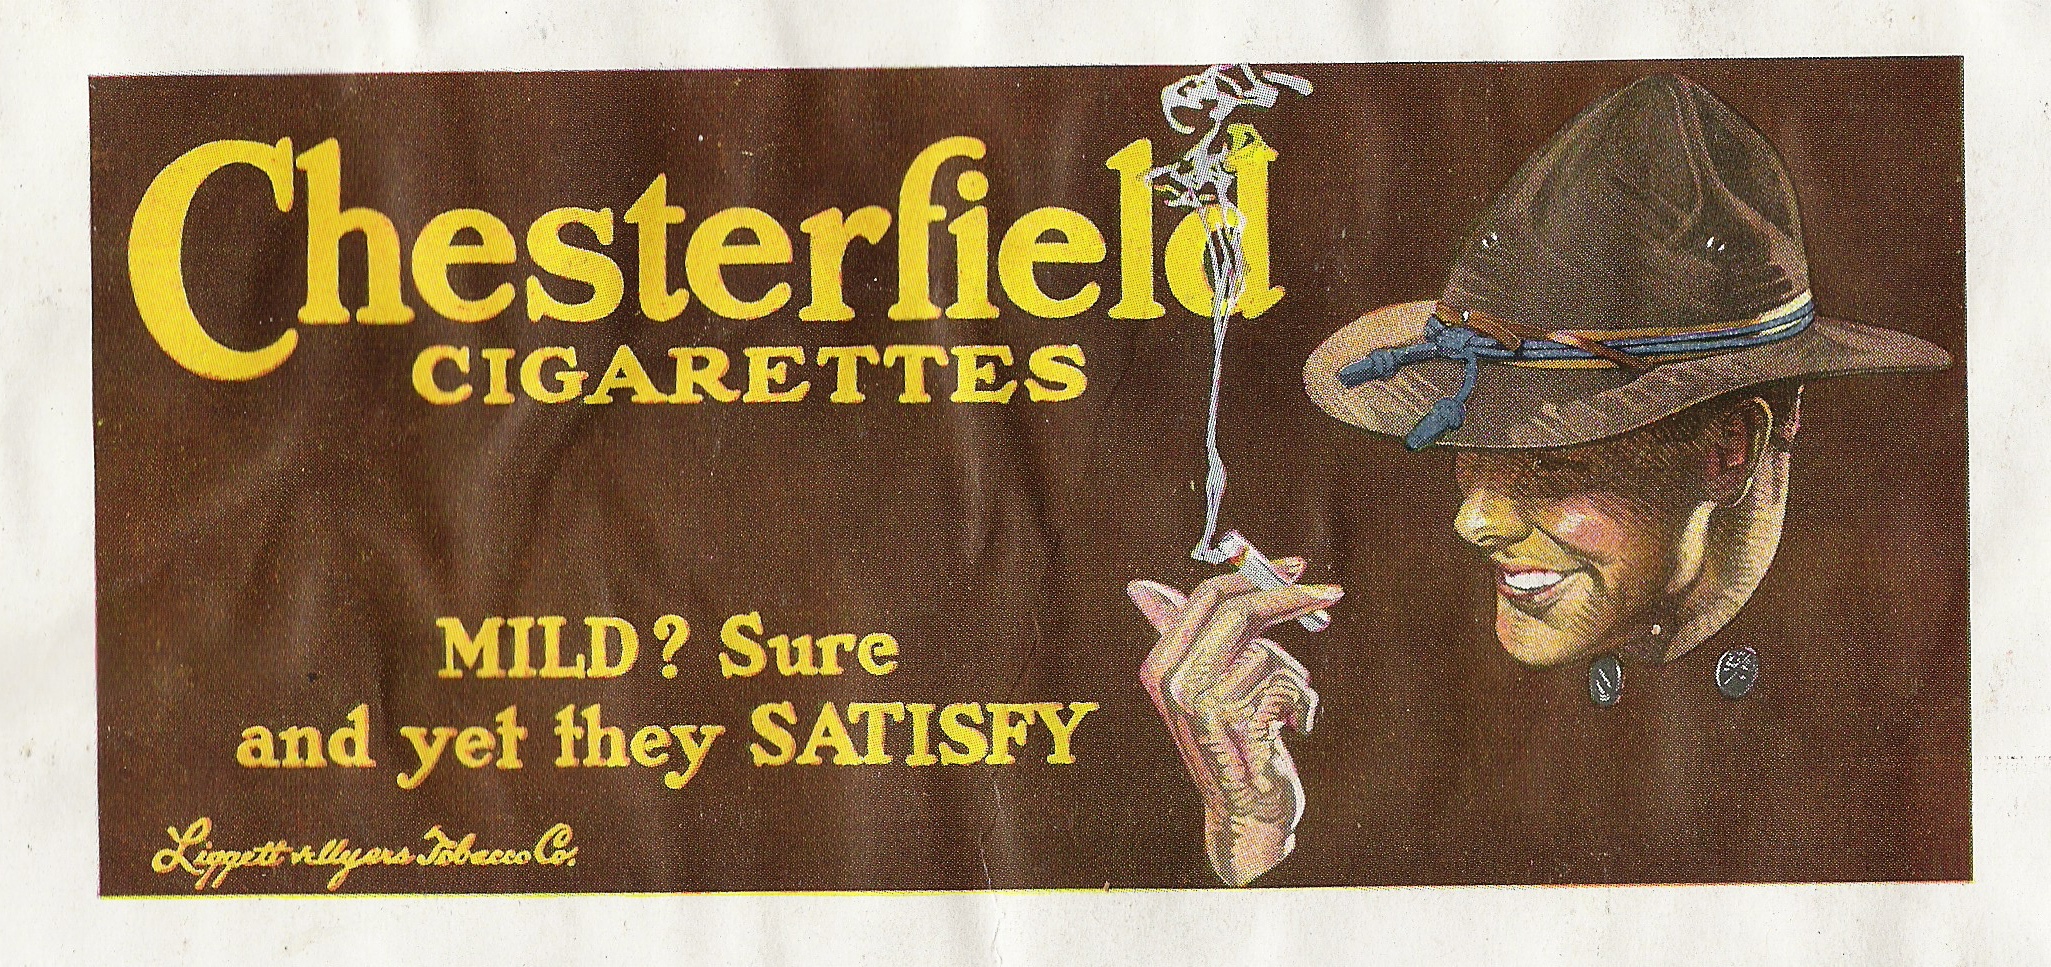 Chesterfield
CIGARETTES
MILD? Sure
and yet they SATISFY
Liggett & Myers Tobacco Co.